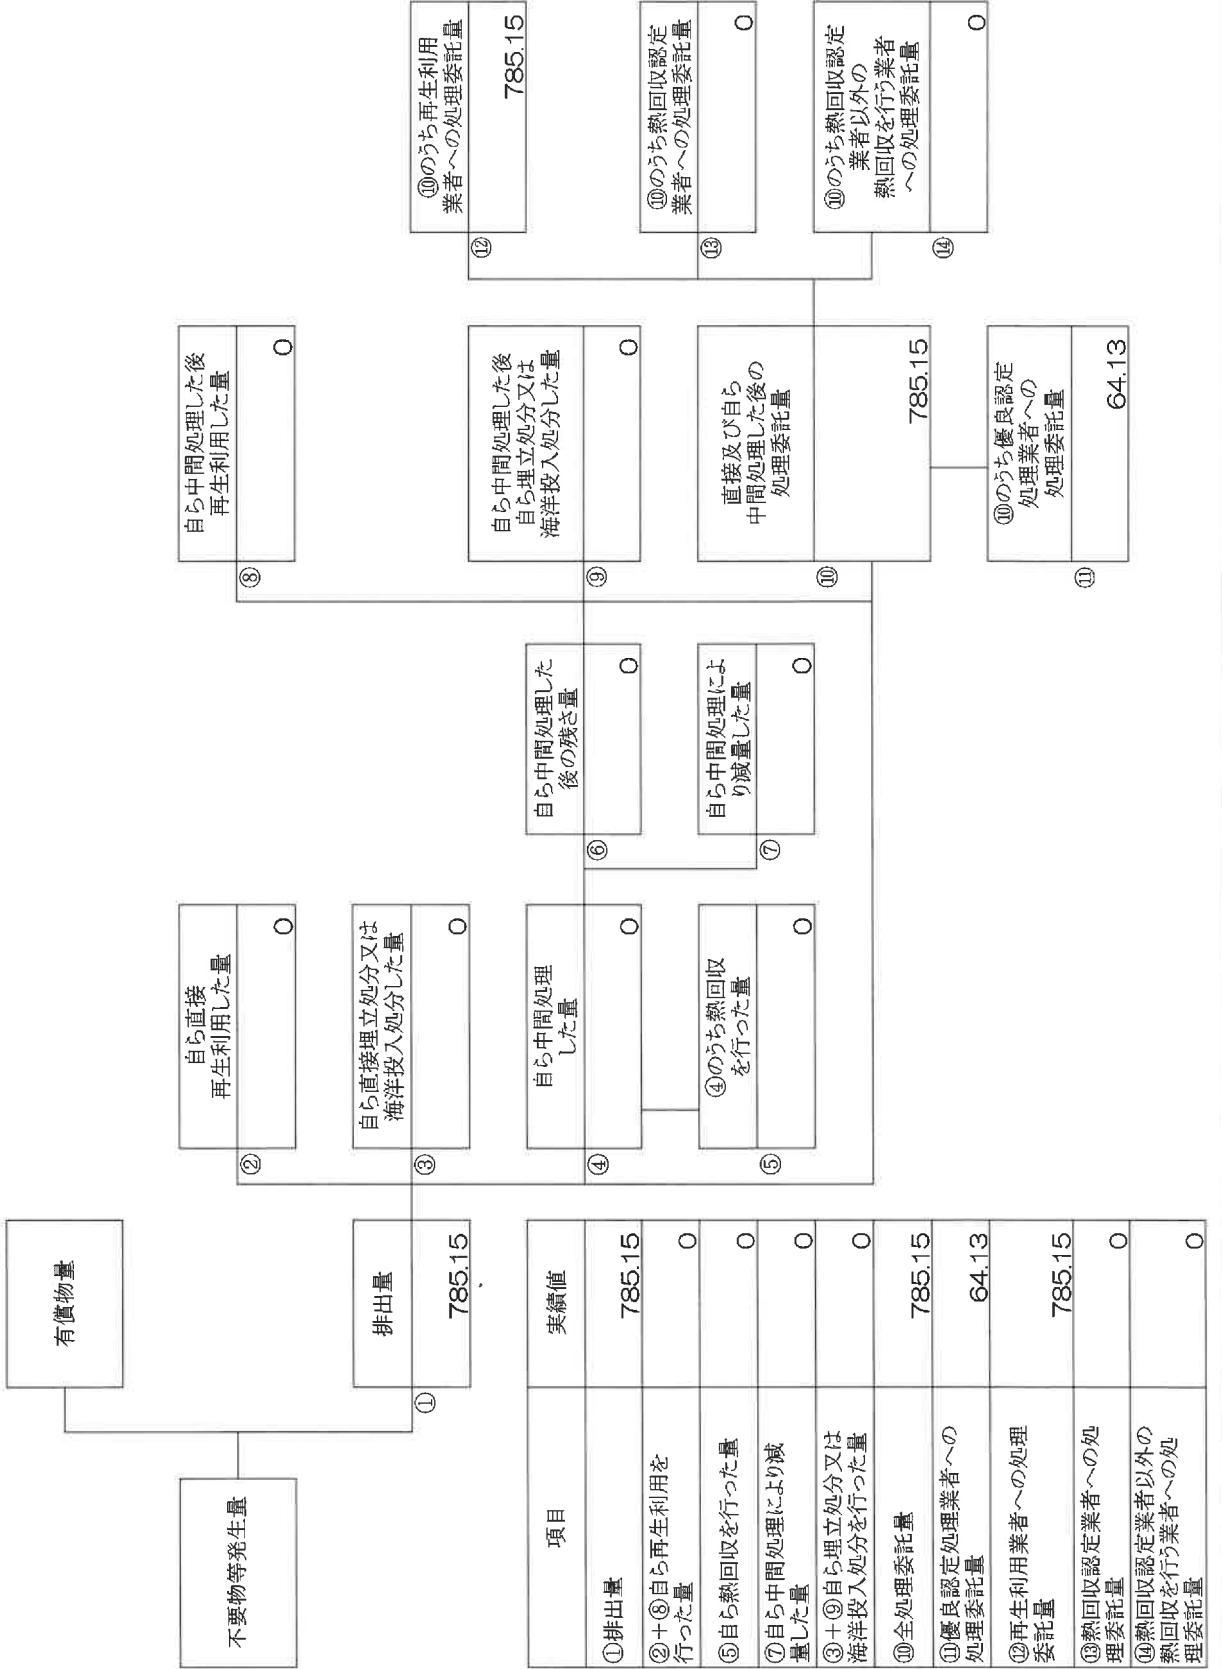 不要物等発生量
有償物量
排出量
①
785.15
自ら直接
再生利用した量
②
0
自ら直接埋立処分又は
海洋投入処分した量
③
0
自ら中間処理
した量
④
0
④のうち熱回収
を行った量
⑤
0
自ら中間処理した
後の残さ量
⑥
0
自ら中間処理によ
り減量した量
⑦
0
自ら中間処理した後
再生利用した量
⑧
0
自ら中間処理した後
自ら埋立処分又は
海洋投入処分した量
⑨
0
直接及び自ら
中間処理した後の
処理委託量
⑩
785.15
⑩のうち優良認定
処理業者への
処理委託量
⑪
64.13
⑩のうち再生利用
業者への処理委託量
⑫
785.15
⑩のうち熱回収認定
業者への処理委託量
⑬
0
⑩のうち熱回収認定
業者以外の
熱回収を行う業者
への処理委託量
⑭
0
項目 実績値
①排出量 785.15
②+⑧自ら再生利用を
行った量 0
⑤自ら熱回収を行った量 0
⑦自ら中間処理により減
量した量 0
③+⑨自ら埋立処分又は
海洋投入処分を行った量 0
⑩全処理委託量 785.15
⑪優良認定処理業者への
処理委託量 64.13
⑫再生利用業者への処理
委託量 785.15
⑬熱回収認定業者への処
理委託量 0
⑭熱回収認定業者以外の
熱回収を行う業者への処
理委託量 0